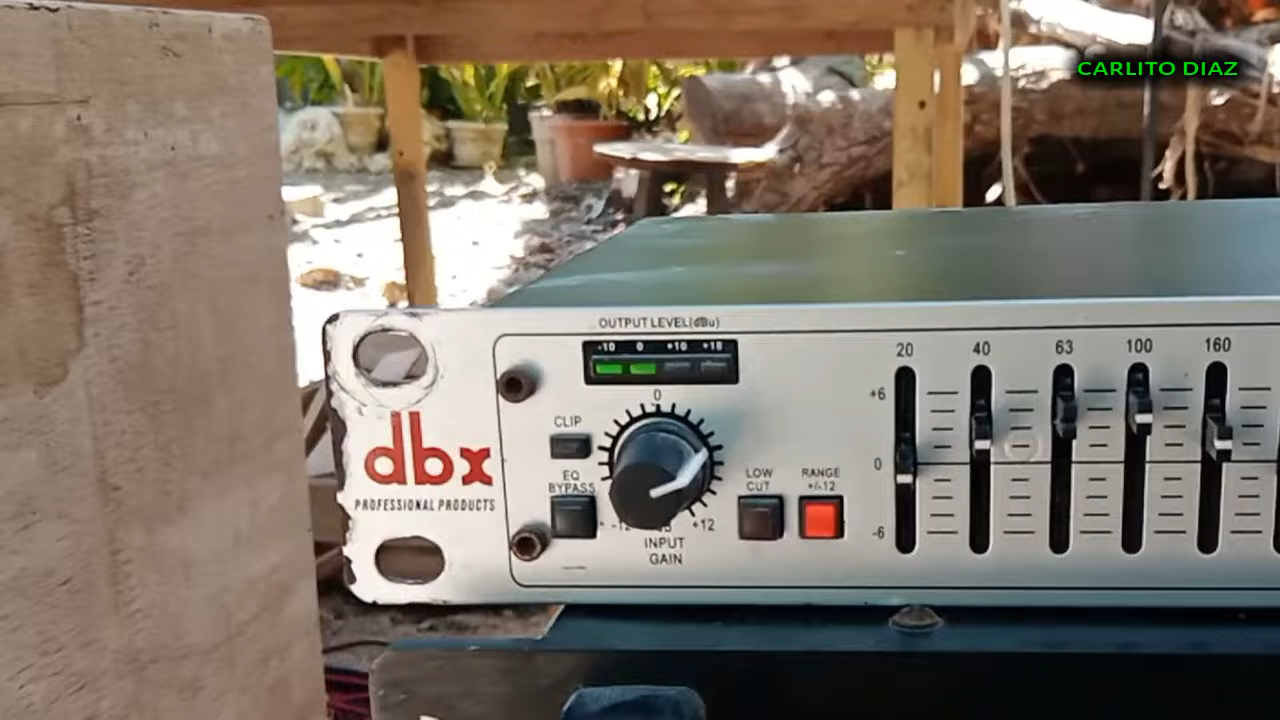 CARLITO DIAZ
OUTPUT LEVEL(dBu)
-10 0 +10 +18
0
CLIP
EQ
BYPASS
-12 +12
INPUT
GAIN
dbx
PROFESSIONAL PRODUCTS
LOW
CUT
RANGE
+/-12
20 40 63 100 160
+6
0
-6